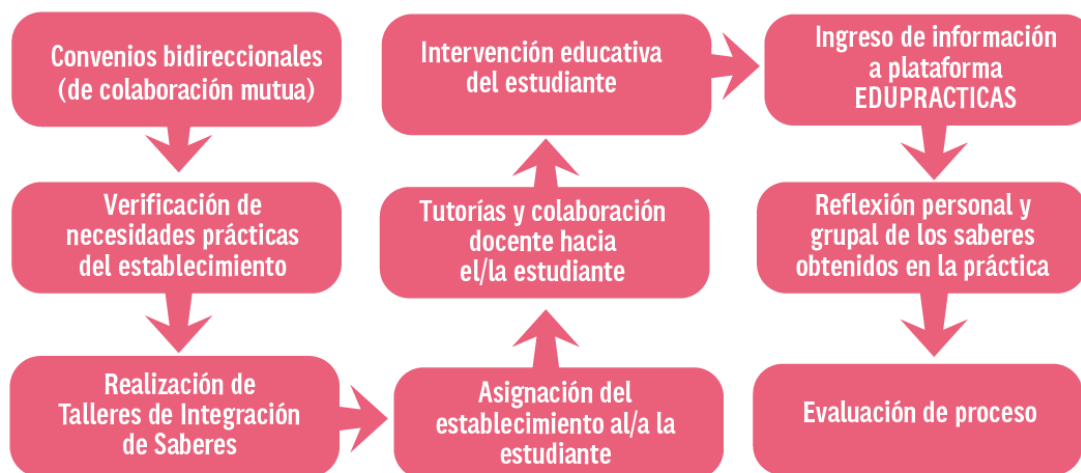 Convenios bidireccionales
(de colaboración mutua)
Verificación de
necesidades prácticas
del establecimiento
Realización de
Talleres de Integración
de Saberes
Asignación del
establecimiento al/a la
estudiante
Tutorías y colaboración
docente hacia
el/la estudiante
Intervención educativa
del estudiante
Ingreso de información
a plataforma
EDUPRACTICAS
Reflexión personal y
grupal de los saberes
obtenidos en la práctica
Evaluación de proceso